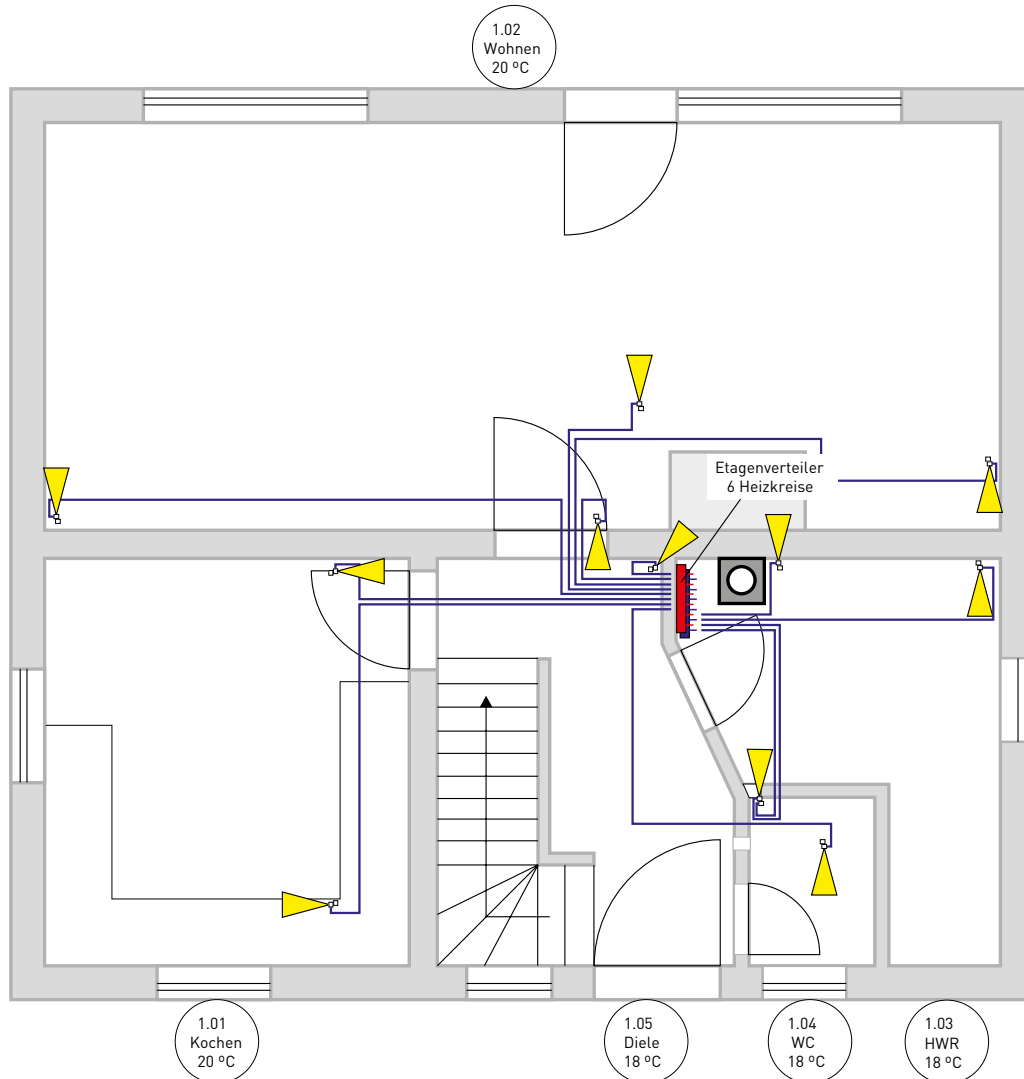 1.02
Wohnen
20 ºC
Etagenverteiler
6 Heizkreise
1.01
Kochen
20 ºC
1.05
Diele
18 ºC
1.04
WC
18 ºC
1.03
HWR
18 ºC